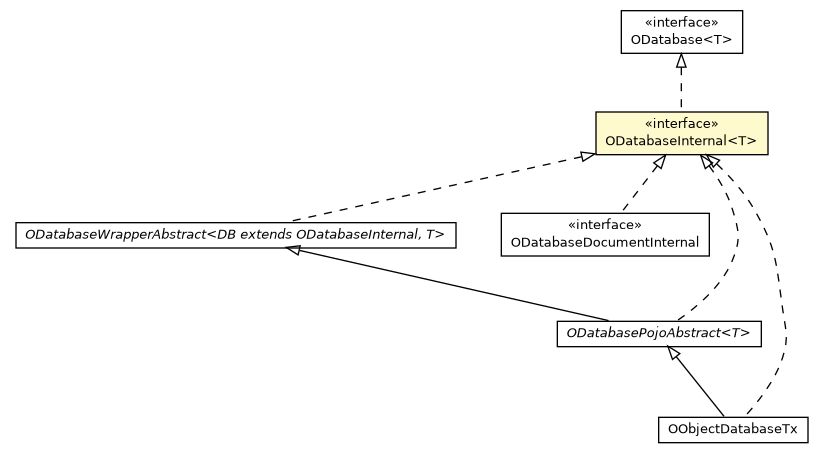 «interface»
ODatabase<T>
«interface»
ODatabaseInternal<T>
ODatabaseWrapperAbstract<DB extends ODatabaseInternal, T>
«interface»
ODatabaseDocumentInternal
ODatabasePojoAbstract<T>
OObjectDatabaseTx